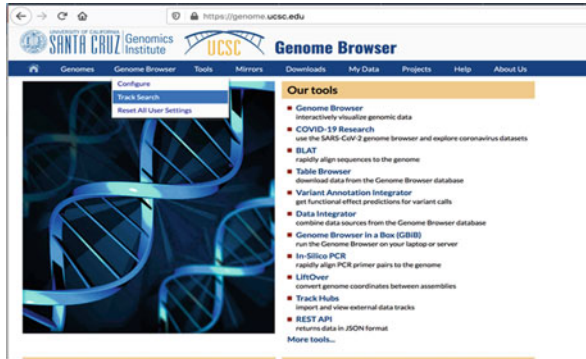 https://genome.ucsc.edu
UNIVERSITY OF CALIFORNIA
SANTA CRUZ Genomics Institute
UCSC
Genome Browser
Genomes Genome Browser Tools Mirrors Downloads My Data Projects Help About Us
Configure
Track Search
Reset All User Settings
Our tools
Genome Browser
interactively visualize genomic data
COVID-19 Research
use the SARS-CoV-2 genome browser and explore coronavirus datasets
BLAT
rapidly align sequences to the genome
Table Browser
download data from the Genome Browser database
Variant Annotation Integrator
get functional effect predictions for variant calls
Data Integrator
combine data sources from the Genome Browser database
Genome Browser in a Box (GBiB)
run the Genome Browser on your laptop or server
In-Silico PCR
rapidly align PCR primer pairs to the genome
LiftOver
convert genome coordinates between assemblies
Track Hubs
import and view external data tracks
REST API
returns data in JSON format
More tools...